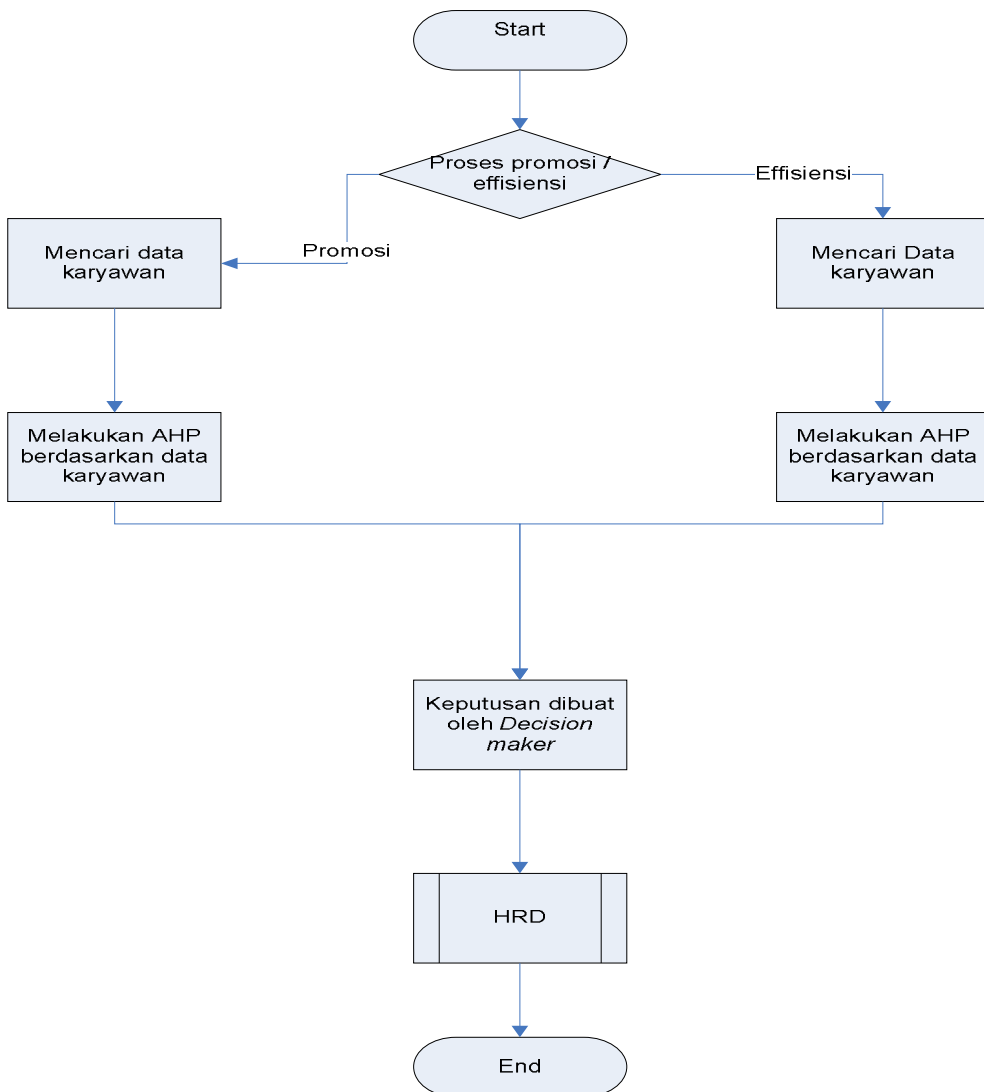 Start
Proses promosi /
effisiensi
Effisiensi
Promosi
Mencari data
karyawan
Mencari Data
karyawan
Melakukan AHP
berdasarkan data
karyawan
Melakukan AHP
berdasarkan data
karyawan
Keputusan dibuat
oleh Decision
maker
HRD
End